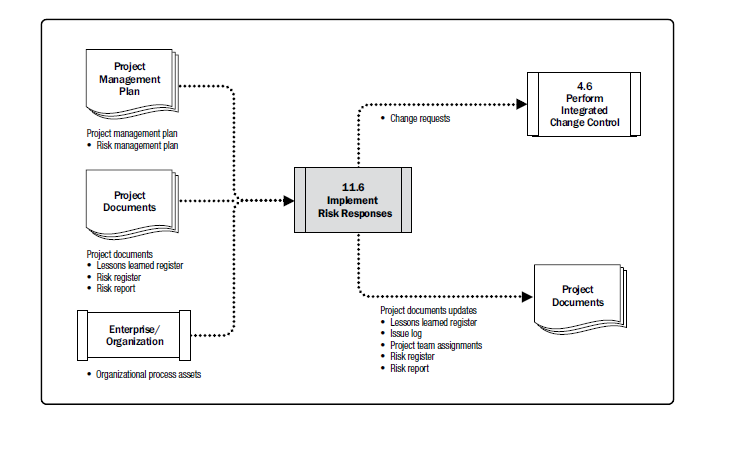 Project
Management
Plan
Project management plan
• Risk management plan
Project
Documents
Project documents
• Lessons learned register
• Risk register
• Risk report
Enterprise/
Organization
• Organizational process assets
11.6
Implement
Risk Responses
• Change requests
4.6
Perform
Integrated
Change Control
Project documents updates
• Lessons learned register
• Issue log
• Project team assignments
• Risk register
• Risk report
Project
Documents